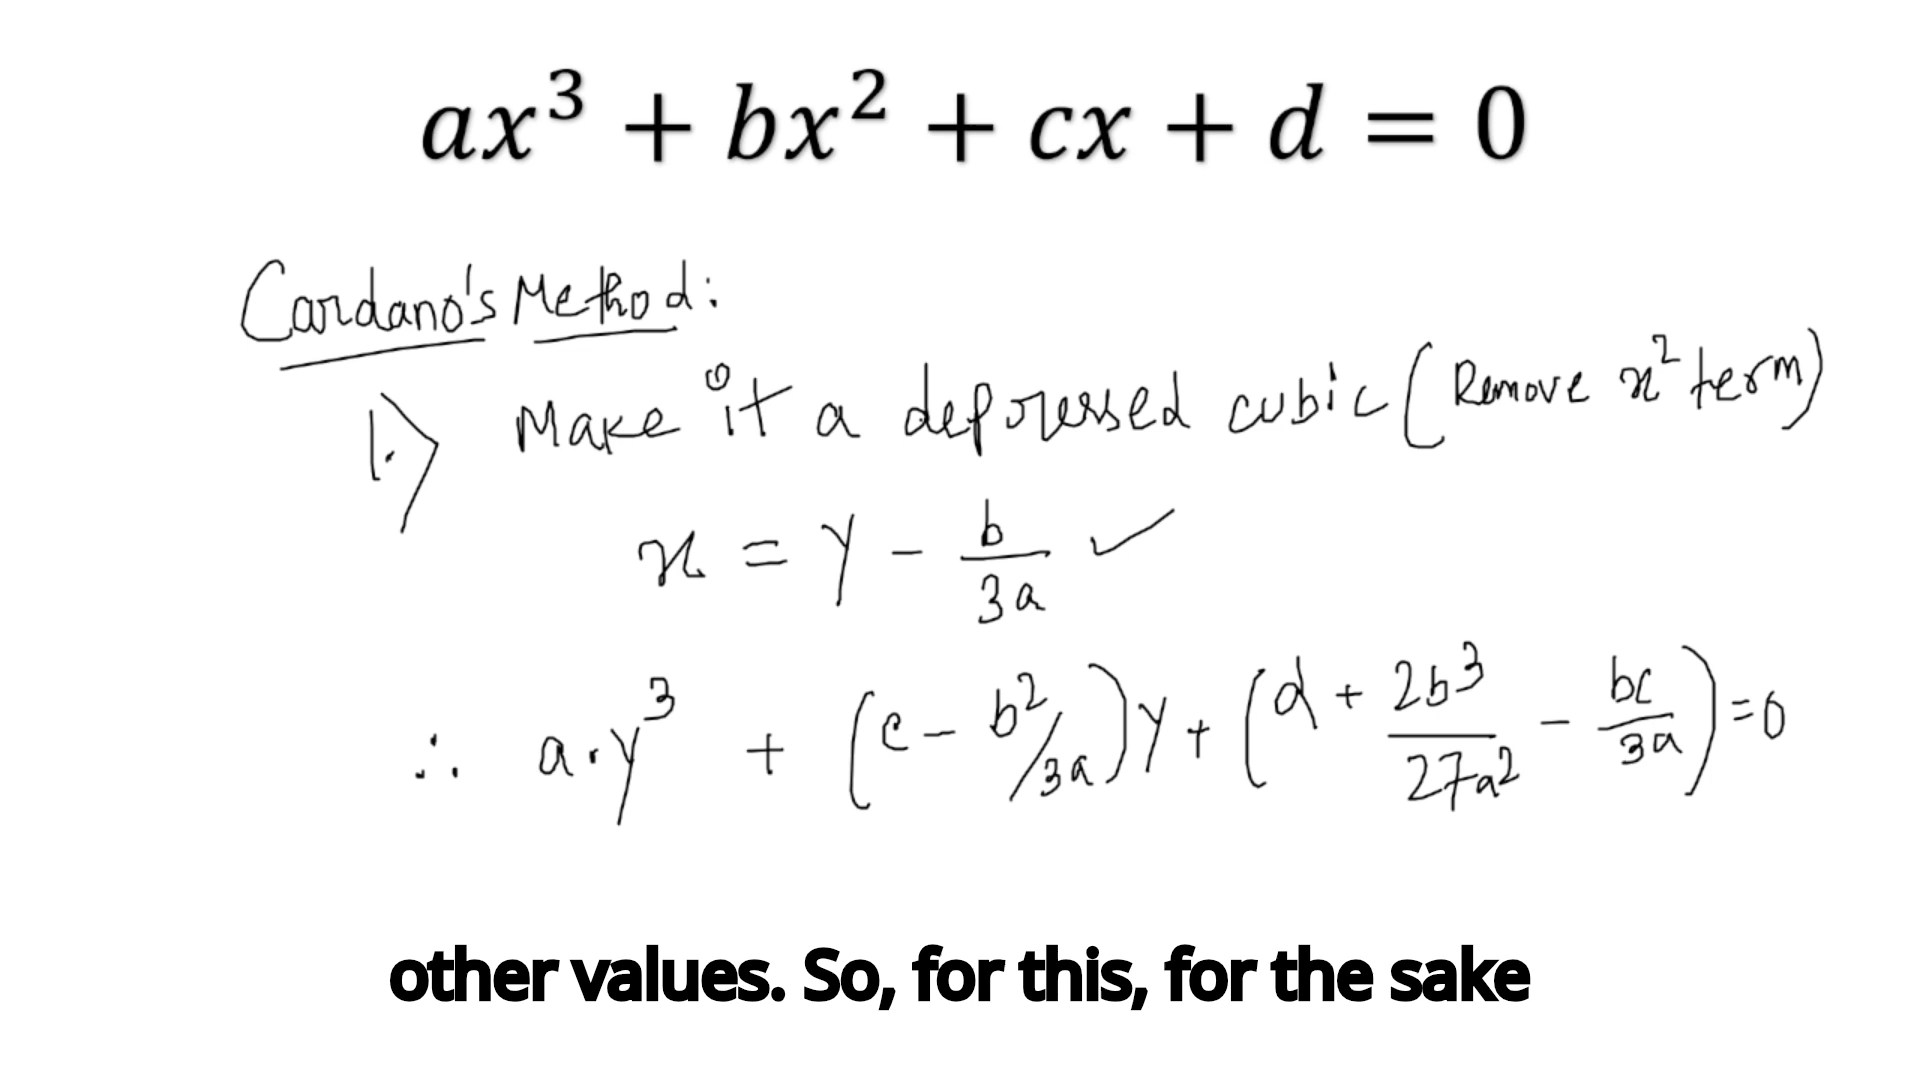 ax³ + bx² + cx + d = 0
Cardano's Method:
1.) Make it a depressed cubic (Remove x² term)
x = y - b/3a ✓
∴ a·y³ + (c - b²/3a)y + (d + 2b³/27a² - bc/3a) = 0
other values. So, for this, for the sake